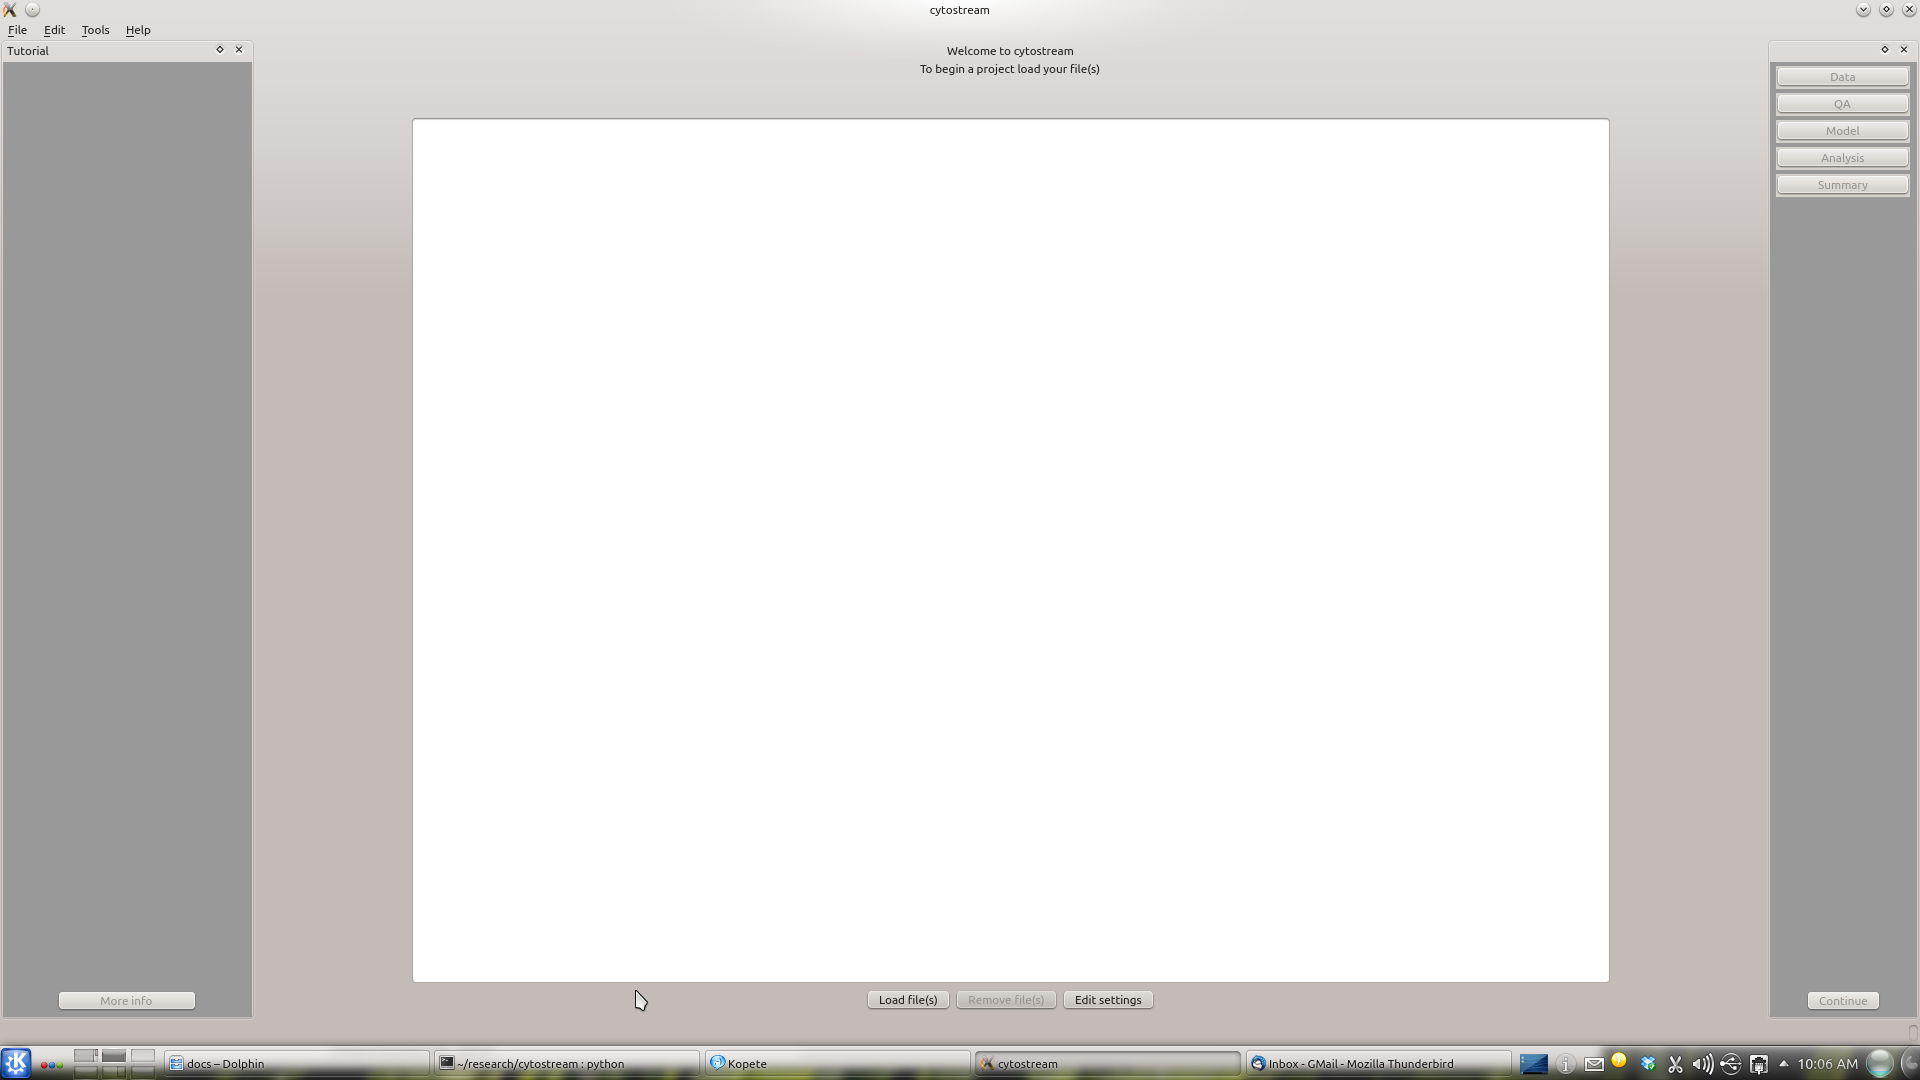 cytostream
File Edit Tools Help
Tutorial
Welcome to cytostream
To begin a project load your file(s)
Data
QA
Model
Analysis
Summary
More info
Load file(s) Remove file(s) Edit settings
Continue
docs – Dolphin
~/research/cytostream : python
Kopete
cytostream
Inbox - GMail - Mozilla Thunderbird
10:06 AM